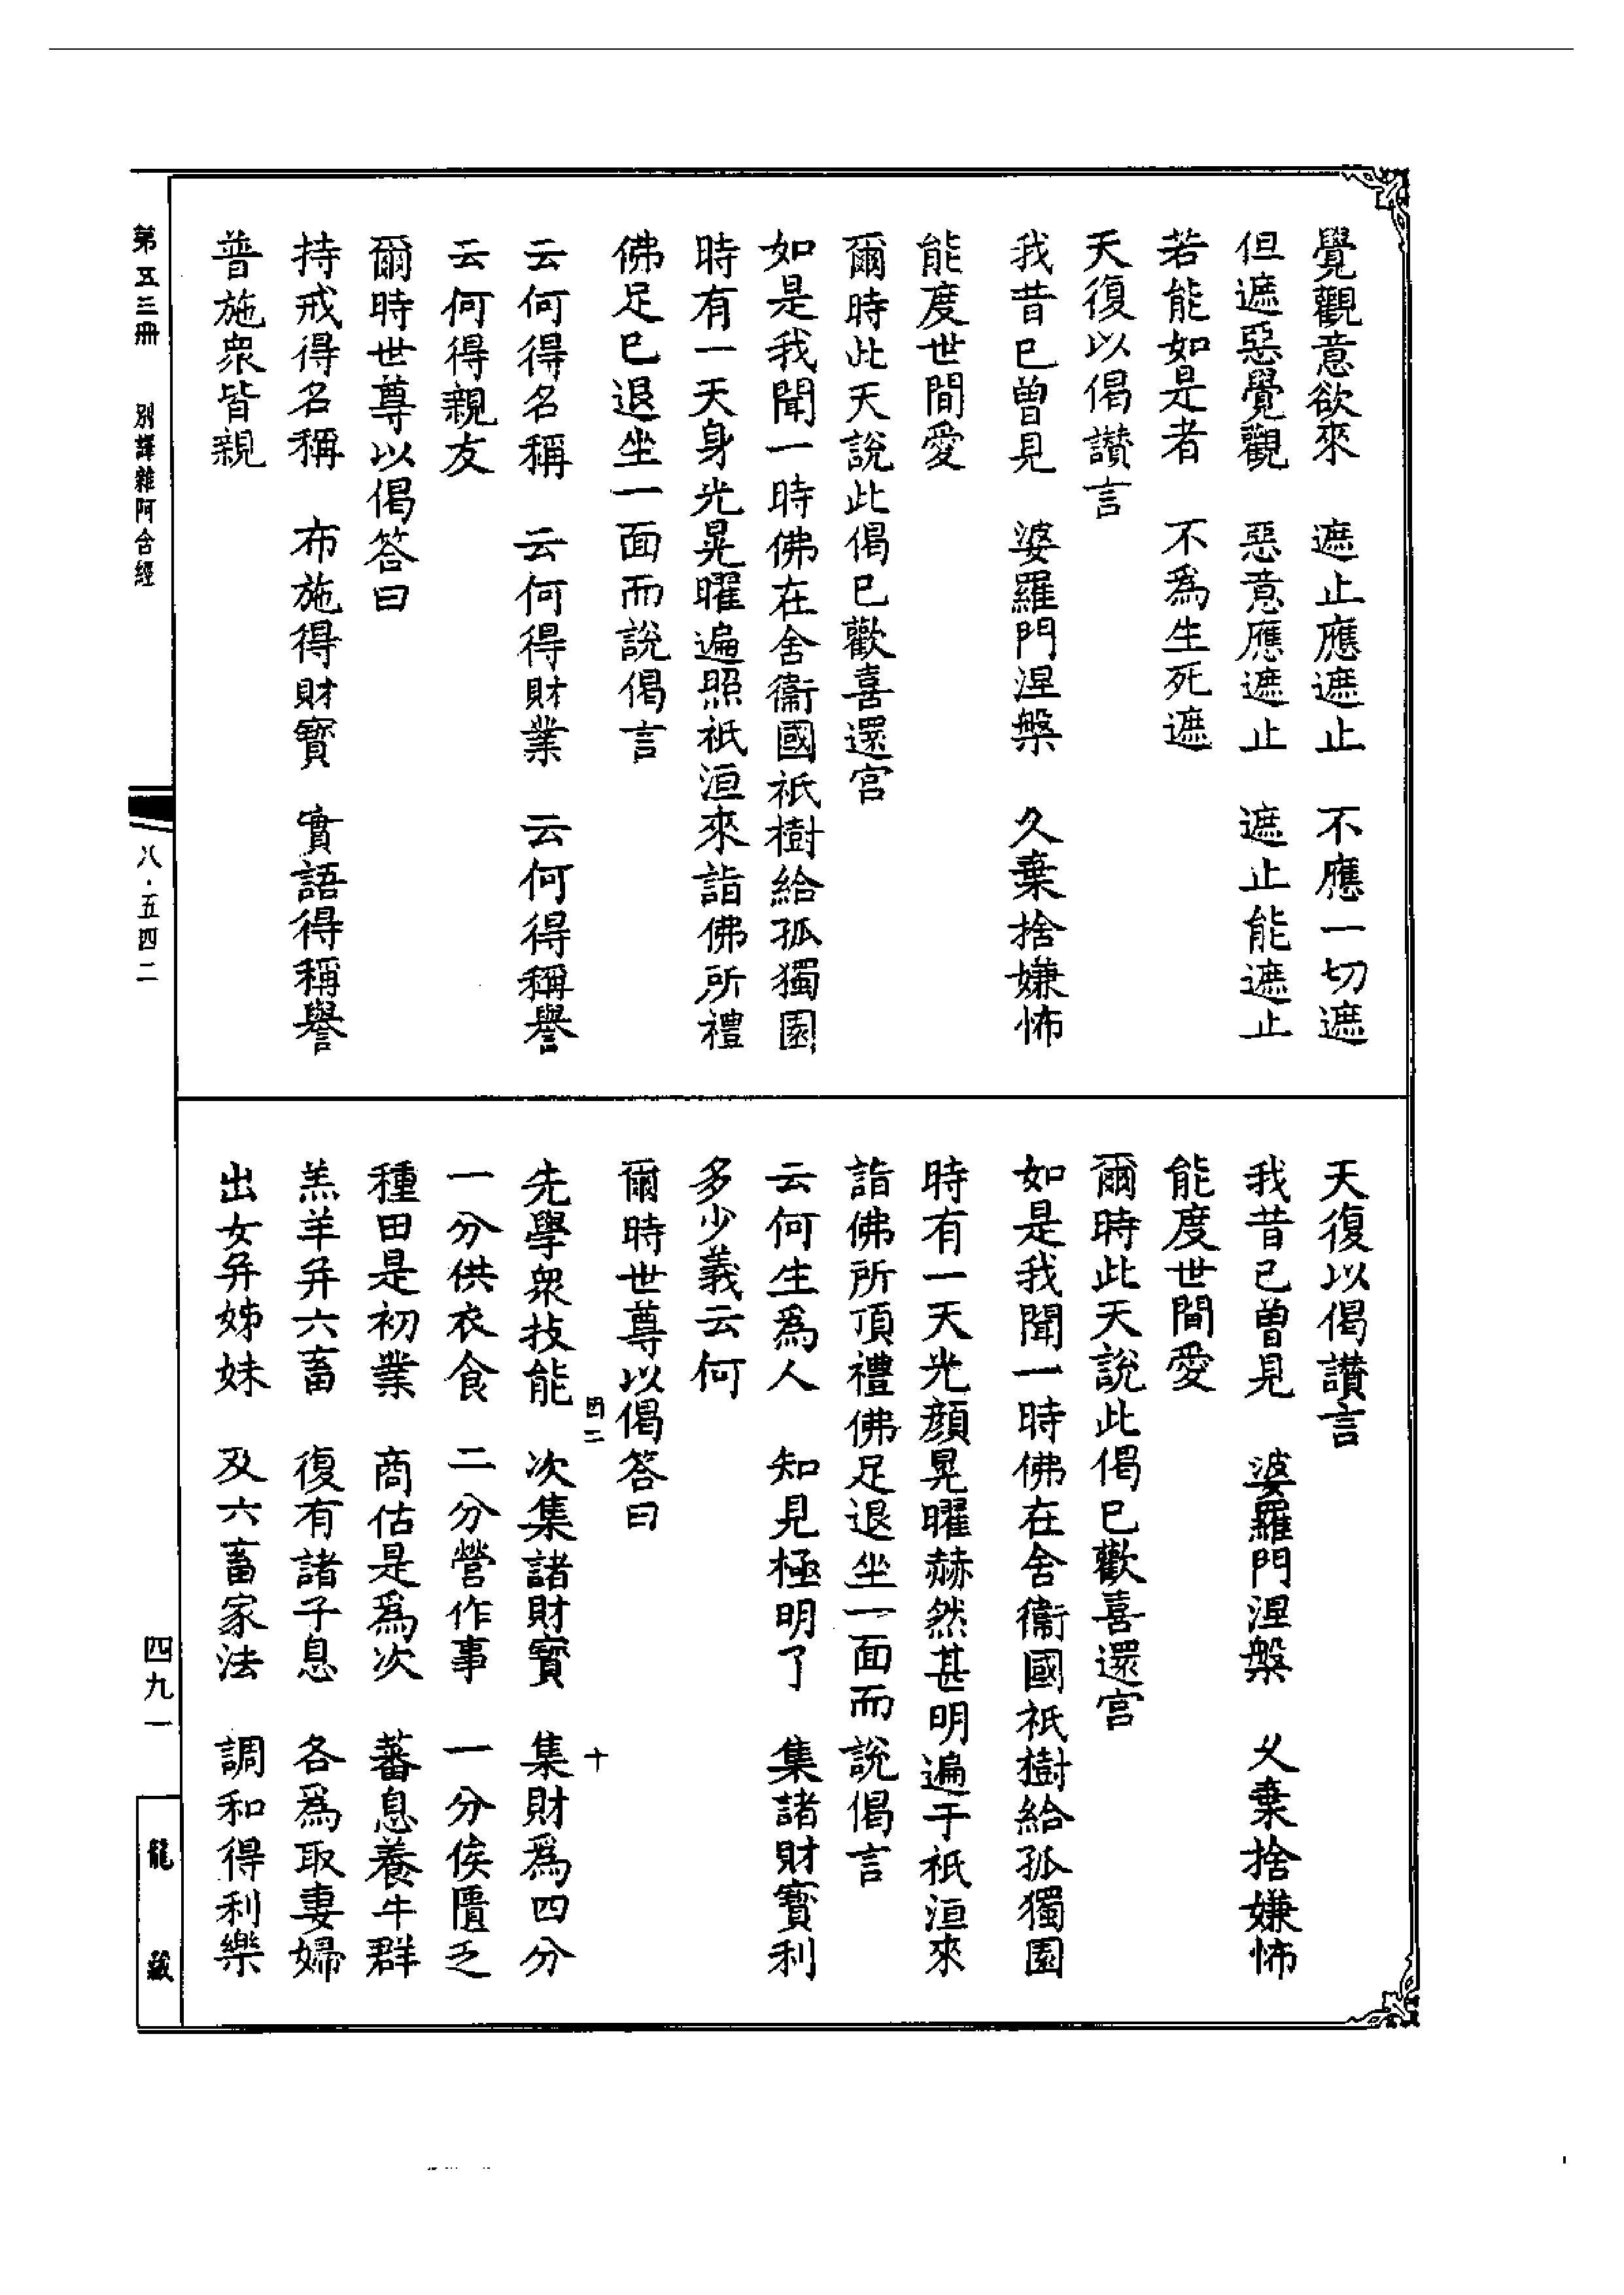 覺觀意欲來　遮止應遮止　不應一切遮
但遮惡覺觀　惡意應遮止　遮止能遮止
若能如是者　不為生死遮
天復以偈讚言
我昔已曾見　婆羅門涅槃　久棄捨嫌怖
能度世間愛
爾時此天說此偈已歡喜還宮
如是我聞一時佛在舍衞國祇樹給孤獨園
時有一天身光晃曜遍照祇洹來詣佛所禮
佛足已退坐一面而說偈言
云何得名稱　云何得財業　云何得稱譽
云何得親友
爾時世尊以偈答曰
持戒得名稱　布施得財寶　實語得稱譽
普施衆皆親
天復以偈讚言
我昔已曾見　婆羅門涅槃　久棄捨嫌怖
能度世間愛
爾時此天說此偈已歡喜還宮
如是我聞一時佛在舍衞國祇樹給孤獨園
時有一天光顏晃曜赫然甚明遍于祇洹來
詣佛所頂禮佛足退坐一面而說偈言
云何生為人　知見極明了　集諸財寶利
多少義云何
爾時世尊以偈答曰
四二　十
先學衆技能　次集諸財寶　集財為四分
一分供衣食　二分營作事　一分俟匱乏
種田是初業　商估是為次　蕃息養牛群
羔羊并六畜　復有諸子息　各為取妻婦
出女并姊妹　及六畜家法　調和得利樂
第五三冊　別譯雜阿含經
八·五四二
四九一
龍藏